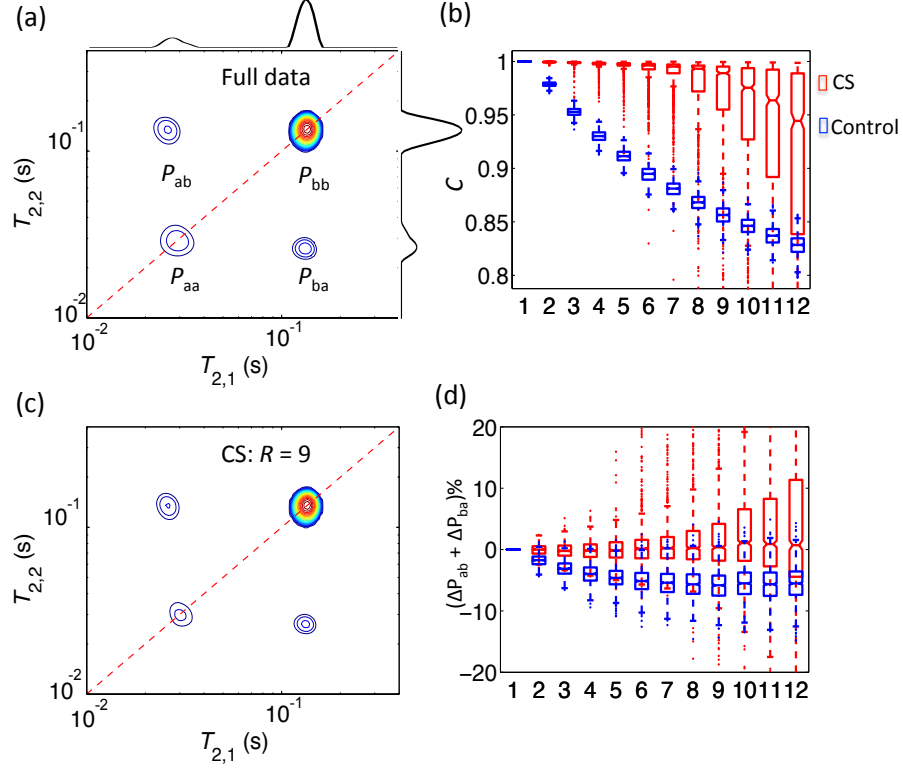 (a)
Full data
P_ab
P_bb
P_aa
P_ba
10^-1
10^-2
T_2,2 (s)
10^-2
10^-1
T_2,1 (s)
(b)
1
0.95
0.9
0.85
0.8
C
1 2 3 4 5 6 7 8 9 10 11 12
CS
Control
(c)
CS: R = 9
10^-1
10^-2
T_2,2 (s)
10^-2
10^-1
T_2,1 (s)
(d)
20
10
0
−10
−20
(ΔP_ab + ΔP_ba)%
1 2 3 4 5 6 7 8 9 10 11 12